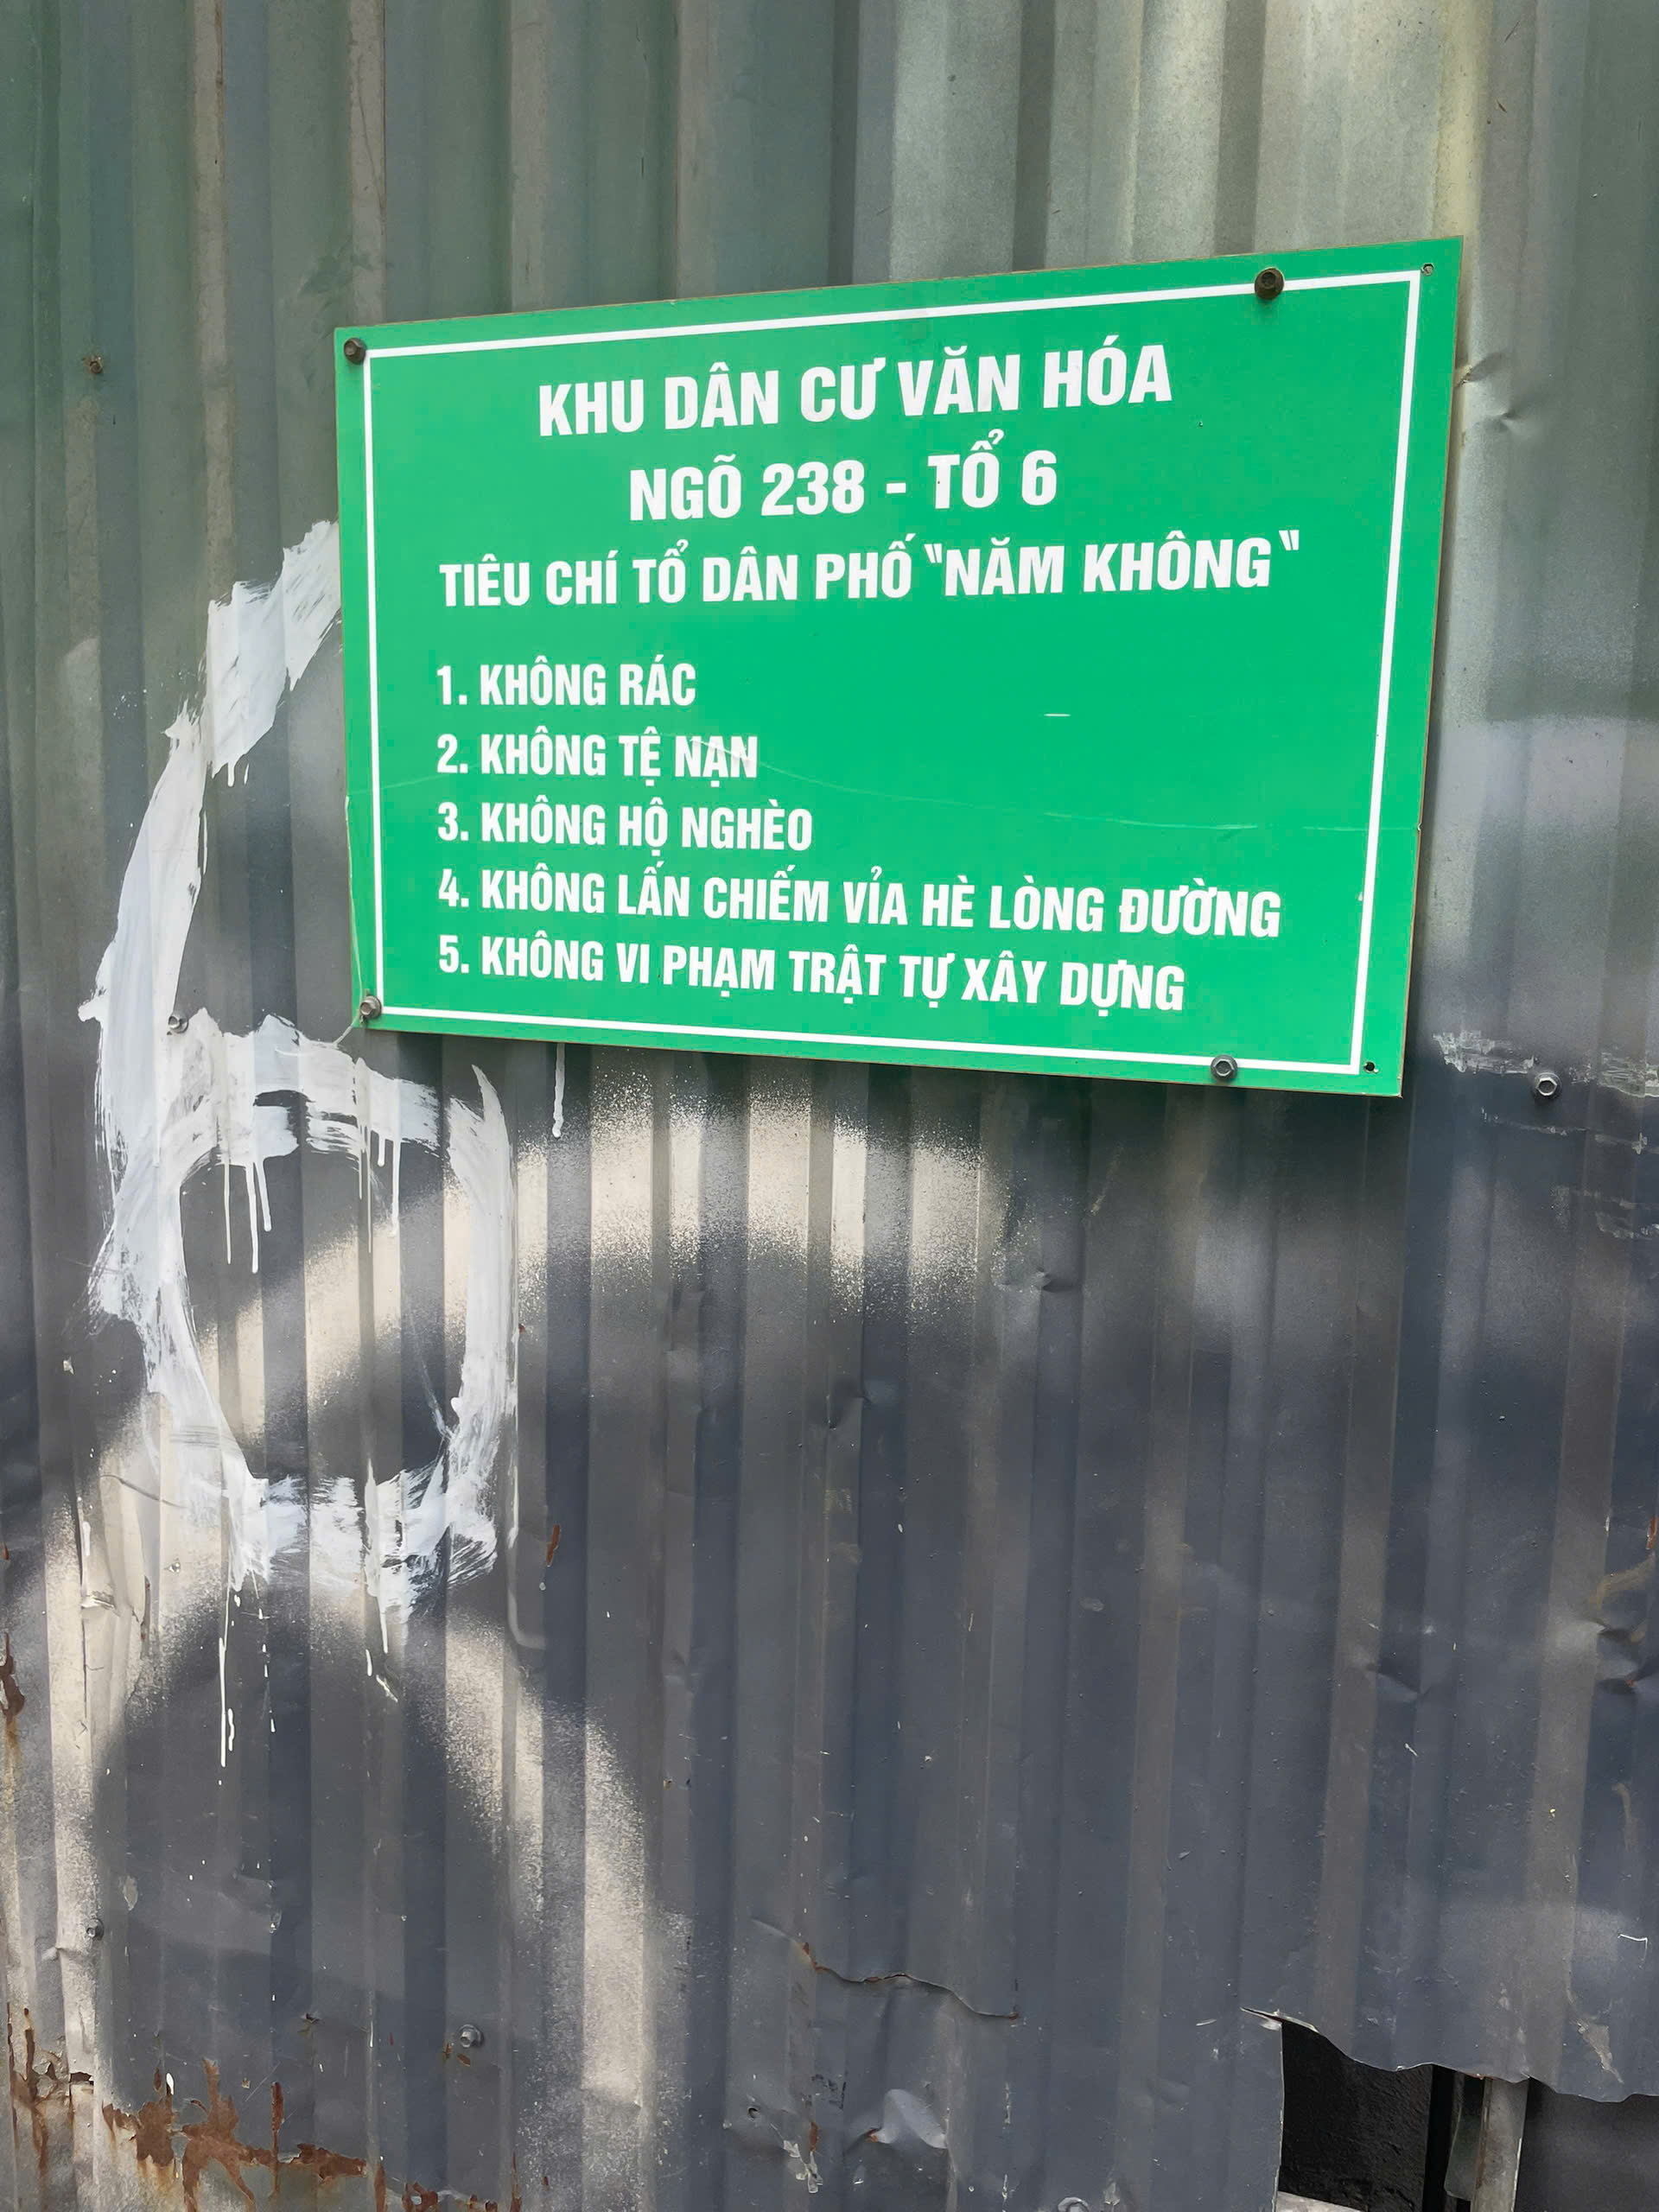 KHU DÂN CƯ VĂN HÓA
NGÕ 238 - TỔ 6
TIÊU CHÍ TỔ DÂN PHỐ "NĂM KHÔNG"
1. KHÔNG RÁC
2. KHÔNG TỆ NẠN
3. KHÔNG HỘ NGHÈO
4. KHÔNG LẤN CHIẾM VỈA HÈ LÒNG ĐƯỜNG
5. KHÔNG VI PHẠM TRẬT TỰ XÂY DỰNG